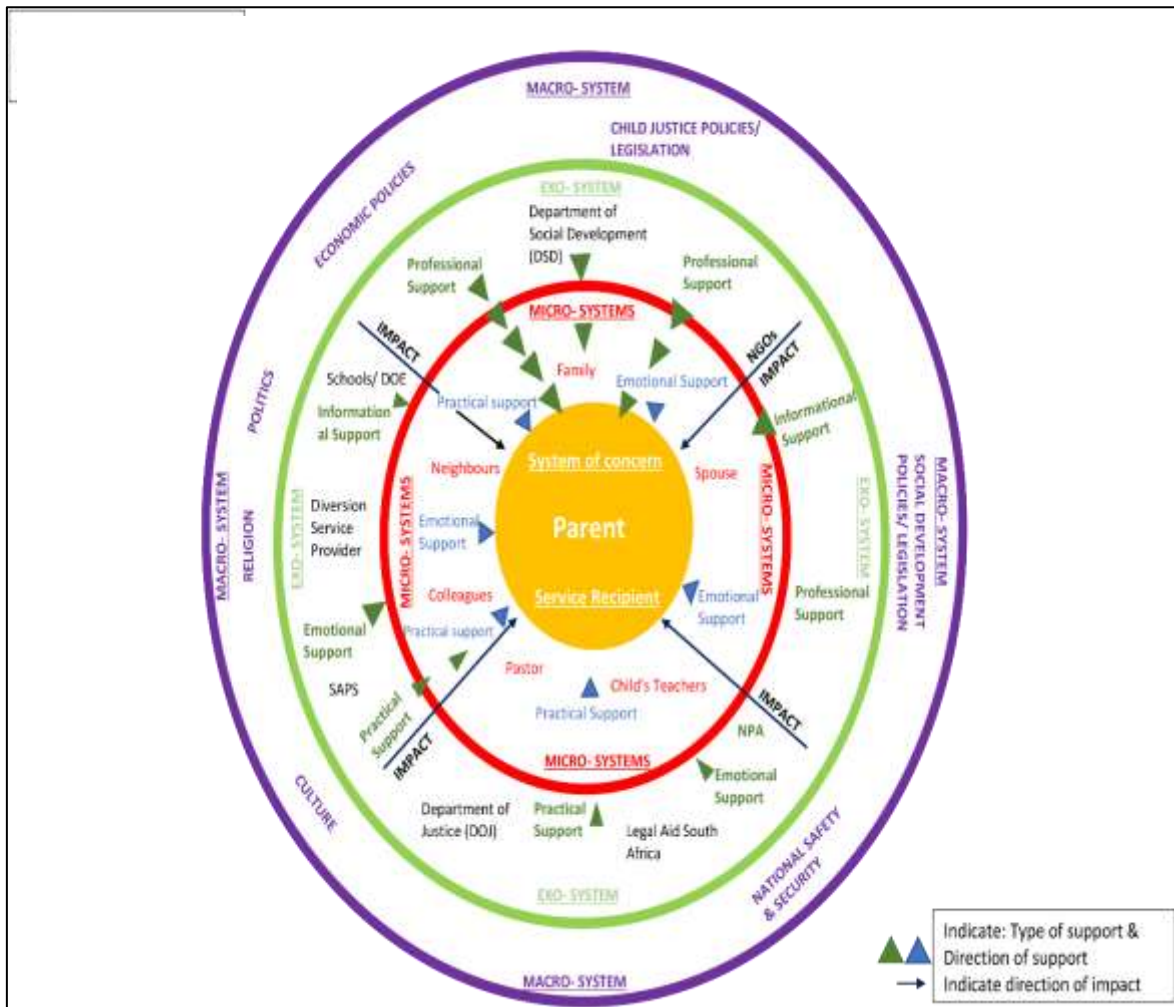 MACRO- SYSTEM
CHILD JUSTICE POLICIES/
LEGISLATION
ECONOMIC POLICIES
EXO- SYSTEM
Department of
Social Development
(DSD)
Professional
Support
Professional
Support
MICRO- SYSTEMS
IMPACT
NGOs
IMPACT
Family
Schools/ DOE
Emotional Support
Practical support
Information
al Support
Informational
Support
POLITICS
System of concern
Neighbours
Spouse
MACRO- SYSTEM
RELIGION
EXO- SYSTEM
Diversion
Service
Provider
MICRO- SYSTEMS
Emotional
Support
Parent
MICRO- SYSTEMS
EXO- SYSTEM
SOCIAL DEVELOPMENT
POLICIES/ LEGISLATION
MACRO- SYSTEM
Colleagues
Service Recipient
Emotional
Support
Professional
Support
Emotional
Support
Practical support
SAPS
Pastor
Child's Teachers
Practical
Support
Practical Support
IMPACT
IMPACT
NPA
MICRO- SYSTEMS
Emotional
Support
CULTURE
Department of
Justice (DOJ)
Practical
Support
Legal Aid South
Africa
NATIONAL SAFETY
& SECURITY
EXO- SYSTEM
MACRO- SYSTEM
Indicate: Type of support &
Direction of support
Indicate direction of impact